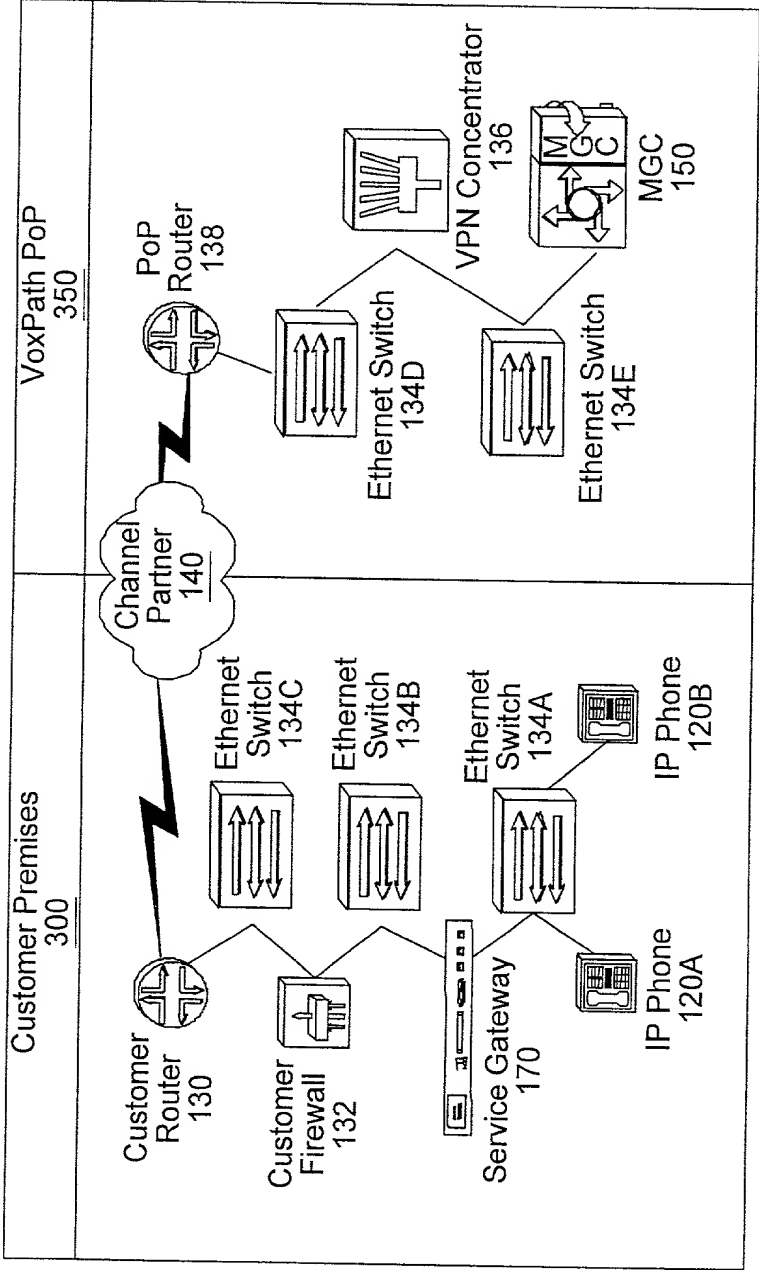 Customer Premises
300
VoxPath PoP
350
Customer
Router
130
Channel
Partner
140
PoP
Router
138
Ethernet
Switch
134C
Customer
Firewall
132
Ethernet
Switch
134B
Service Gateway
170
Ethernet
Switch
134A
IP Phone
120A
IP Phone
120B
Ethernet Switch
134D
VPN Concentrator
136
Ethernet Switch
134E
M
G
C
MGC
150